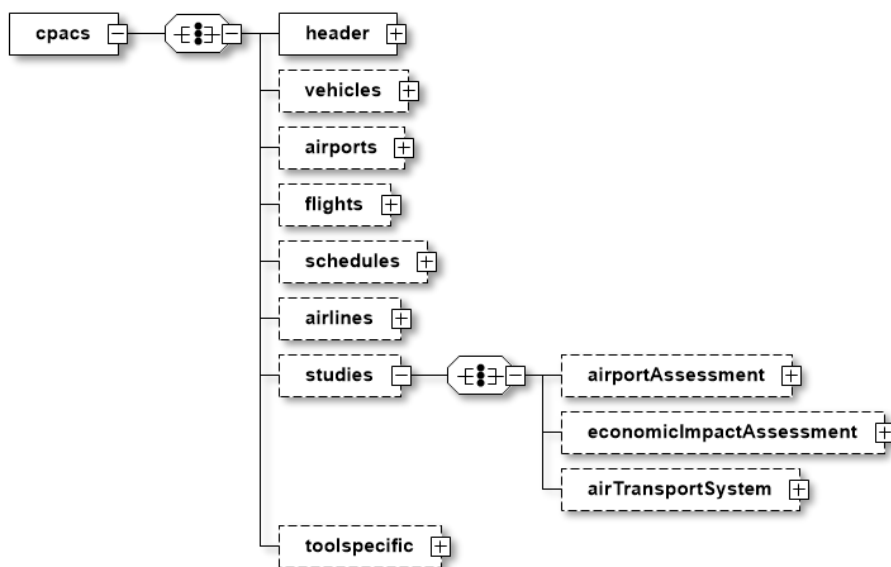 cpacs
header
vehicles
airports
flights
schedules
airlines
studies
airportAssessment
economicImpactAssessment
airTransportSystem
toolspecific